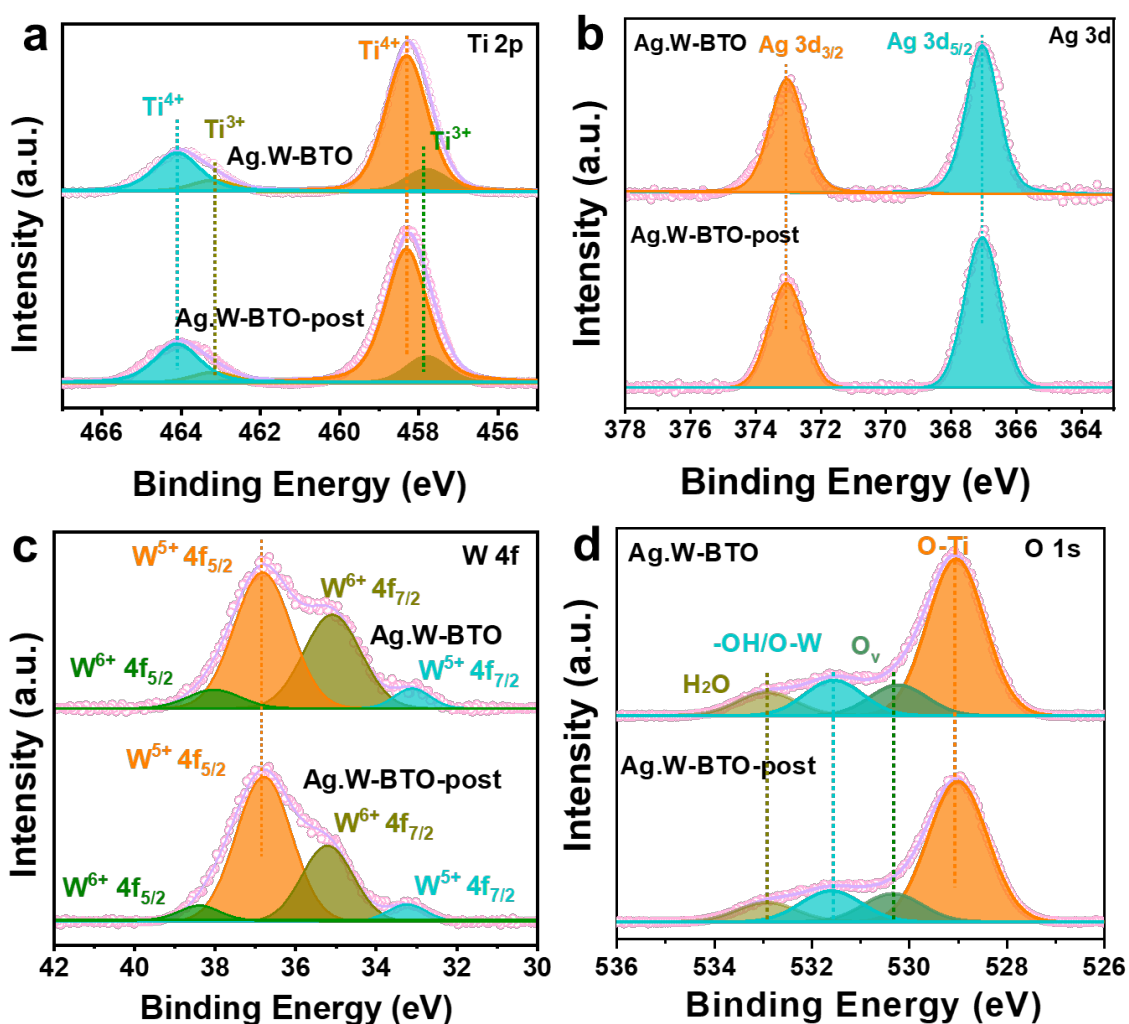 a
Ti 2p
Ti⁴⁺
Ti⁴⁺
Ti³⁺
Ti³⁺
Ag.W-BTO
Ag.W-BTO-post
Intensity (a.u.)
466 464 462 460 458 456
Binding Energy (eV)
b
Ag.W-BTO
Ag 3d₃/₂
Ag 3d₅/₂
Ag 3d
Ag.W-BTO-post
Intensity (a.u.)
378 376 374 372 370 368 366 364
Binding Energy (eV)
c
W⁵⁺ 4f₅/₂
W 4f
W⁶⁺ 4f₇/₂
Ag.W-BTO
W⁶⁺ 4f₅/₂
W⁵⁺ 4f₇/₂
W⁵⁺ 4f₅/₂
Ag.W-BTO-post
W⁶⁺ 4f₇/₂
W⁶⁺ 4f₅/₂
W⁵⁺ 4f₇/₂
Intensity (a.u.)
42 40 38 36 34 32 30
Binding Energy (eV)
d
Ag.W-BTO
O-Ti
O 1s
-OH/O-W
Oᵥ
H₂O
Ag.W-BTO-post
Intensity (a.u.)
536 534 532 530 528 526
Binding Energy (eV)